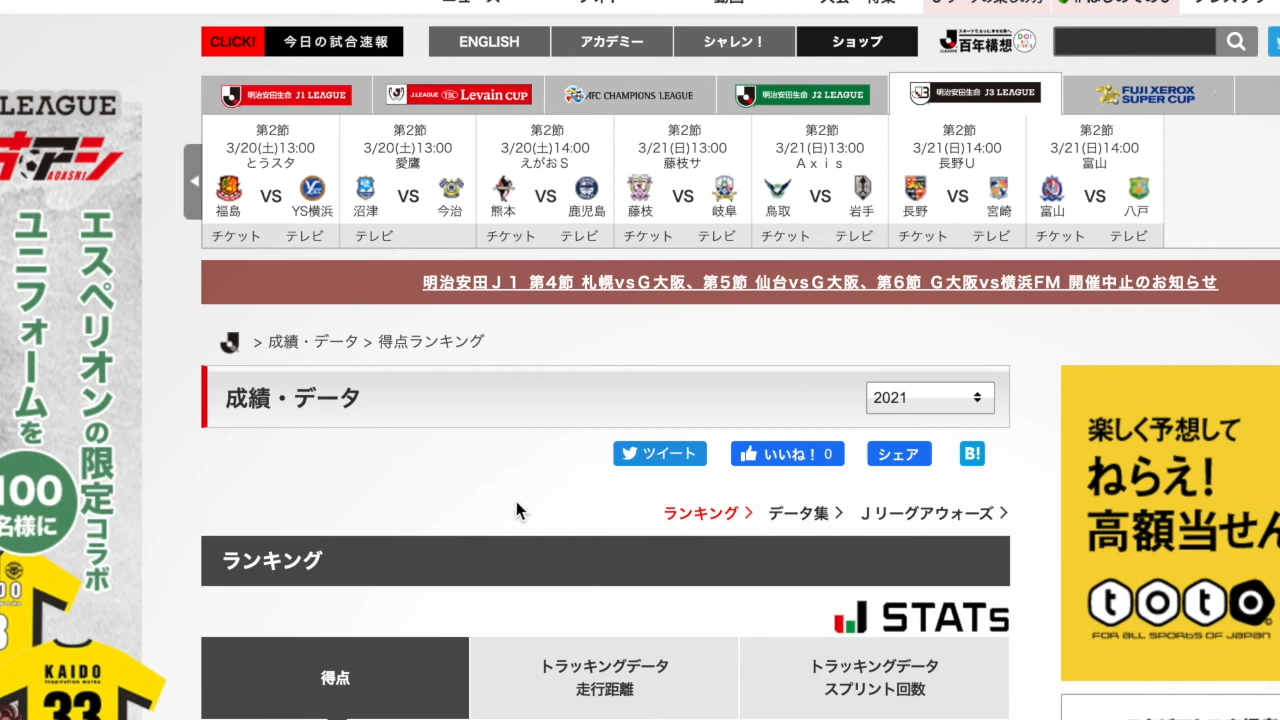 CLICK! 今日の試合速報
ENGLISH
アカデミー
シャレン！
ショップ
百年構想
明治安田生命 J1 LEAGUE
J.LEAGUE YBC Levain CUP
AFC CHAMPIONS LEAGUE
明治安田生命 J2 LEAGUE
明治安田生命 J3 LEAGUE
FUJI XEROX SUPER CUP
第2節
3/20(土)13:00
とうスタ
福島 VS YS横浜
チケット テレビ
第2節
3/20(土)13:00
愛鷹
沼津 VS 今治
テレビ
第2節
3/20(土)14:00
えがおＳ
熊本 VS 鹿児島
チケット テレビ
第2節
3/21(日)13:00
藤枝サ
藤枝 VS 岐阜
チケット テレビ
第2節
3/21(日)13:00
Ａｘｉｓ
鳥取 VS 岩手
チケット テレビ
第2節
3/21(日)14:00
長野Ｕ
長野 VS 宮崎
チケット テレビ
第2節
3/21(日)14:00
富山
富山 VS 八戸
チケット テレビ
明治安田Ｊ１ 第4節 札幌vsＧ大阪、第5節 仙台vsＧ大阪、第6節 Ｇ大阪vs横浜FM 開催中止のお知らせ
> 成績・データ > 得点ランキング
成績・データ
2021
ツイート
いいね！ 0
シェア
B!
ランキング
データ集
Ｊリーグアウォーズ
ランキング
STATS
得点
トラッキングデータ
走行距離
トラッキングデータ
スプリント回数
LEAGUE
アオアシ
AOASHI
エスペリオンの限定コラボ
ユニフォームを
100
名様に
KAIDO
33
楽しく予想して
ねらえ！
高額当せん
toto
FOR ALL SPORTS OF JAPAN